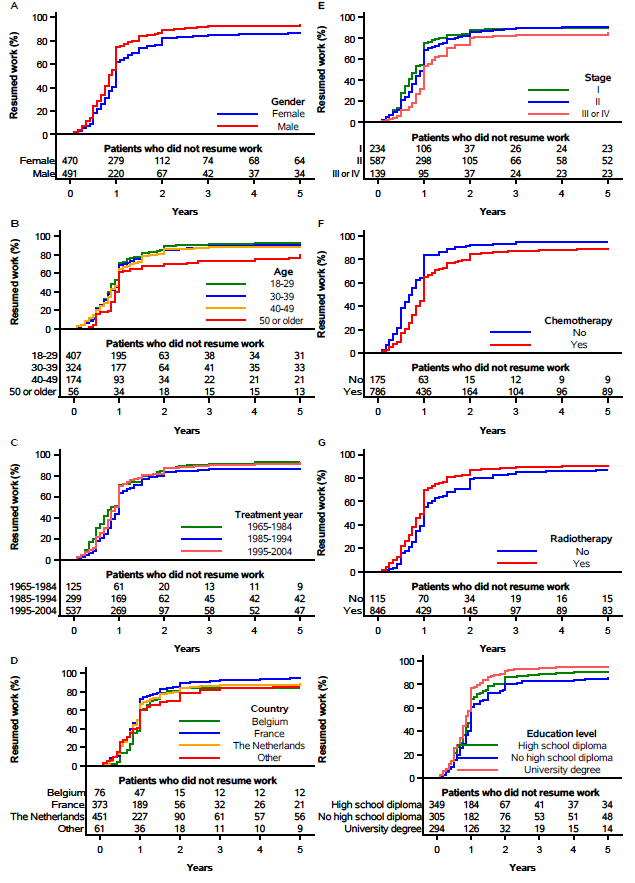 A
Resumed work (%)
100
80
60
40
20
0
Gender
Female
Male
Patients who did not resume work
Female 470 279 112 74 68 64
Male 491 220 67 42 37 34
0 1 2 3 4 5
Years
B
Resumed work (%)
100
80
60
40
20
0
Age
18-29
30-39
40-49
50 or older
Patients who did not resume work
18-29 407 195 63 38 34 31
30-39 324 177 64 41 35 33
40-49 174 93 34 22 21 21
50 or older 56 34 18 15 15 13
0 1 2 3 4 5
Years
C
Resumed work (%)
100
80
60
40
20
0
Treatment year
1965-1984
1985-1994
1995-2004
Patients who did not resume work
1965-1984 125 61 20 13 11 9
1985-1994 299 169 62 45 42 42
1995-2004 537 269 97 58 52 47
0 1 2 3 4 5
Years
D
Resumed work (%)
100
80
60
40
20
0
Country
Belgium
France
The Netherlands
Other
Patients who did not resume work
Belgium 76 47 15 12 12 12
France 373 189 56 32 26 21
The Netherlands 451 227 90 61 57 56
Other 61 36 18 11 10 9
0 1 2 3 4 5
Years
E
Resumed work (%)
100
80
60
40
20
0
Stage
I
II
III or IV
Patients who did not resume work
I 234 106 37 26 24 23
II 587 298 105 66 58 52
III or IV 139 95 37 24 23 23
0 1 2 3 4 5
Years
F
Resumed work (%)
100
80
60
40
20
0
Chemotherapy
No
Yes
Patients who did not resume work
No 175 63 15 12 9 9
Yes 786 436 164 104 96 89
0 1 2 3 4 5
Years
G
Resumed work (%)
100
80
60
40
20
0
Radiotherapy
No
Yes
Patients who did not resume work
No 115 70 34 19 16 15
Yes 846 429 145 97 89 83
0 1 2 3 4 5
Years
Resumed work (%)
100
80
60
40
20
0
Education level
High school diploma
No high school diploma
University degree
Patients who did not resume work
High school diploma 349 184 67 41 37 34
No high school diploma 305 182 76 53 51 48
University degree 294 126 32 19 15 14
0 1 2 3 4 5
Years